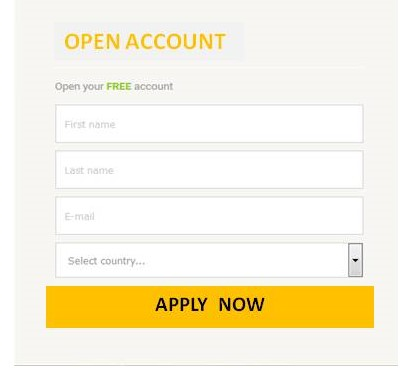 OPEN ACCOUNT
Open your FREE account
First name
Last name
E-mail
Select country...
APPLY NOW